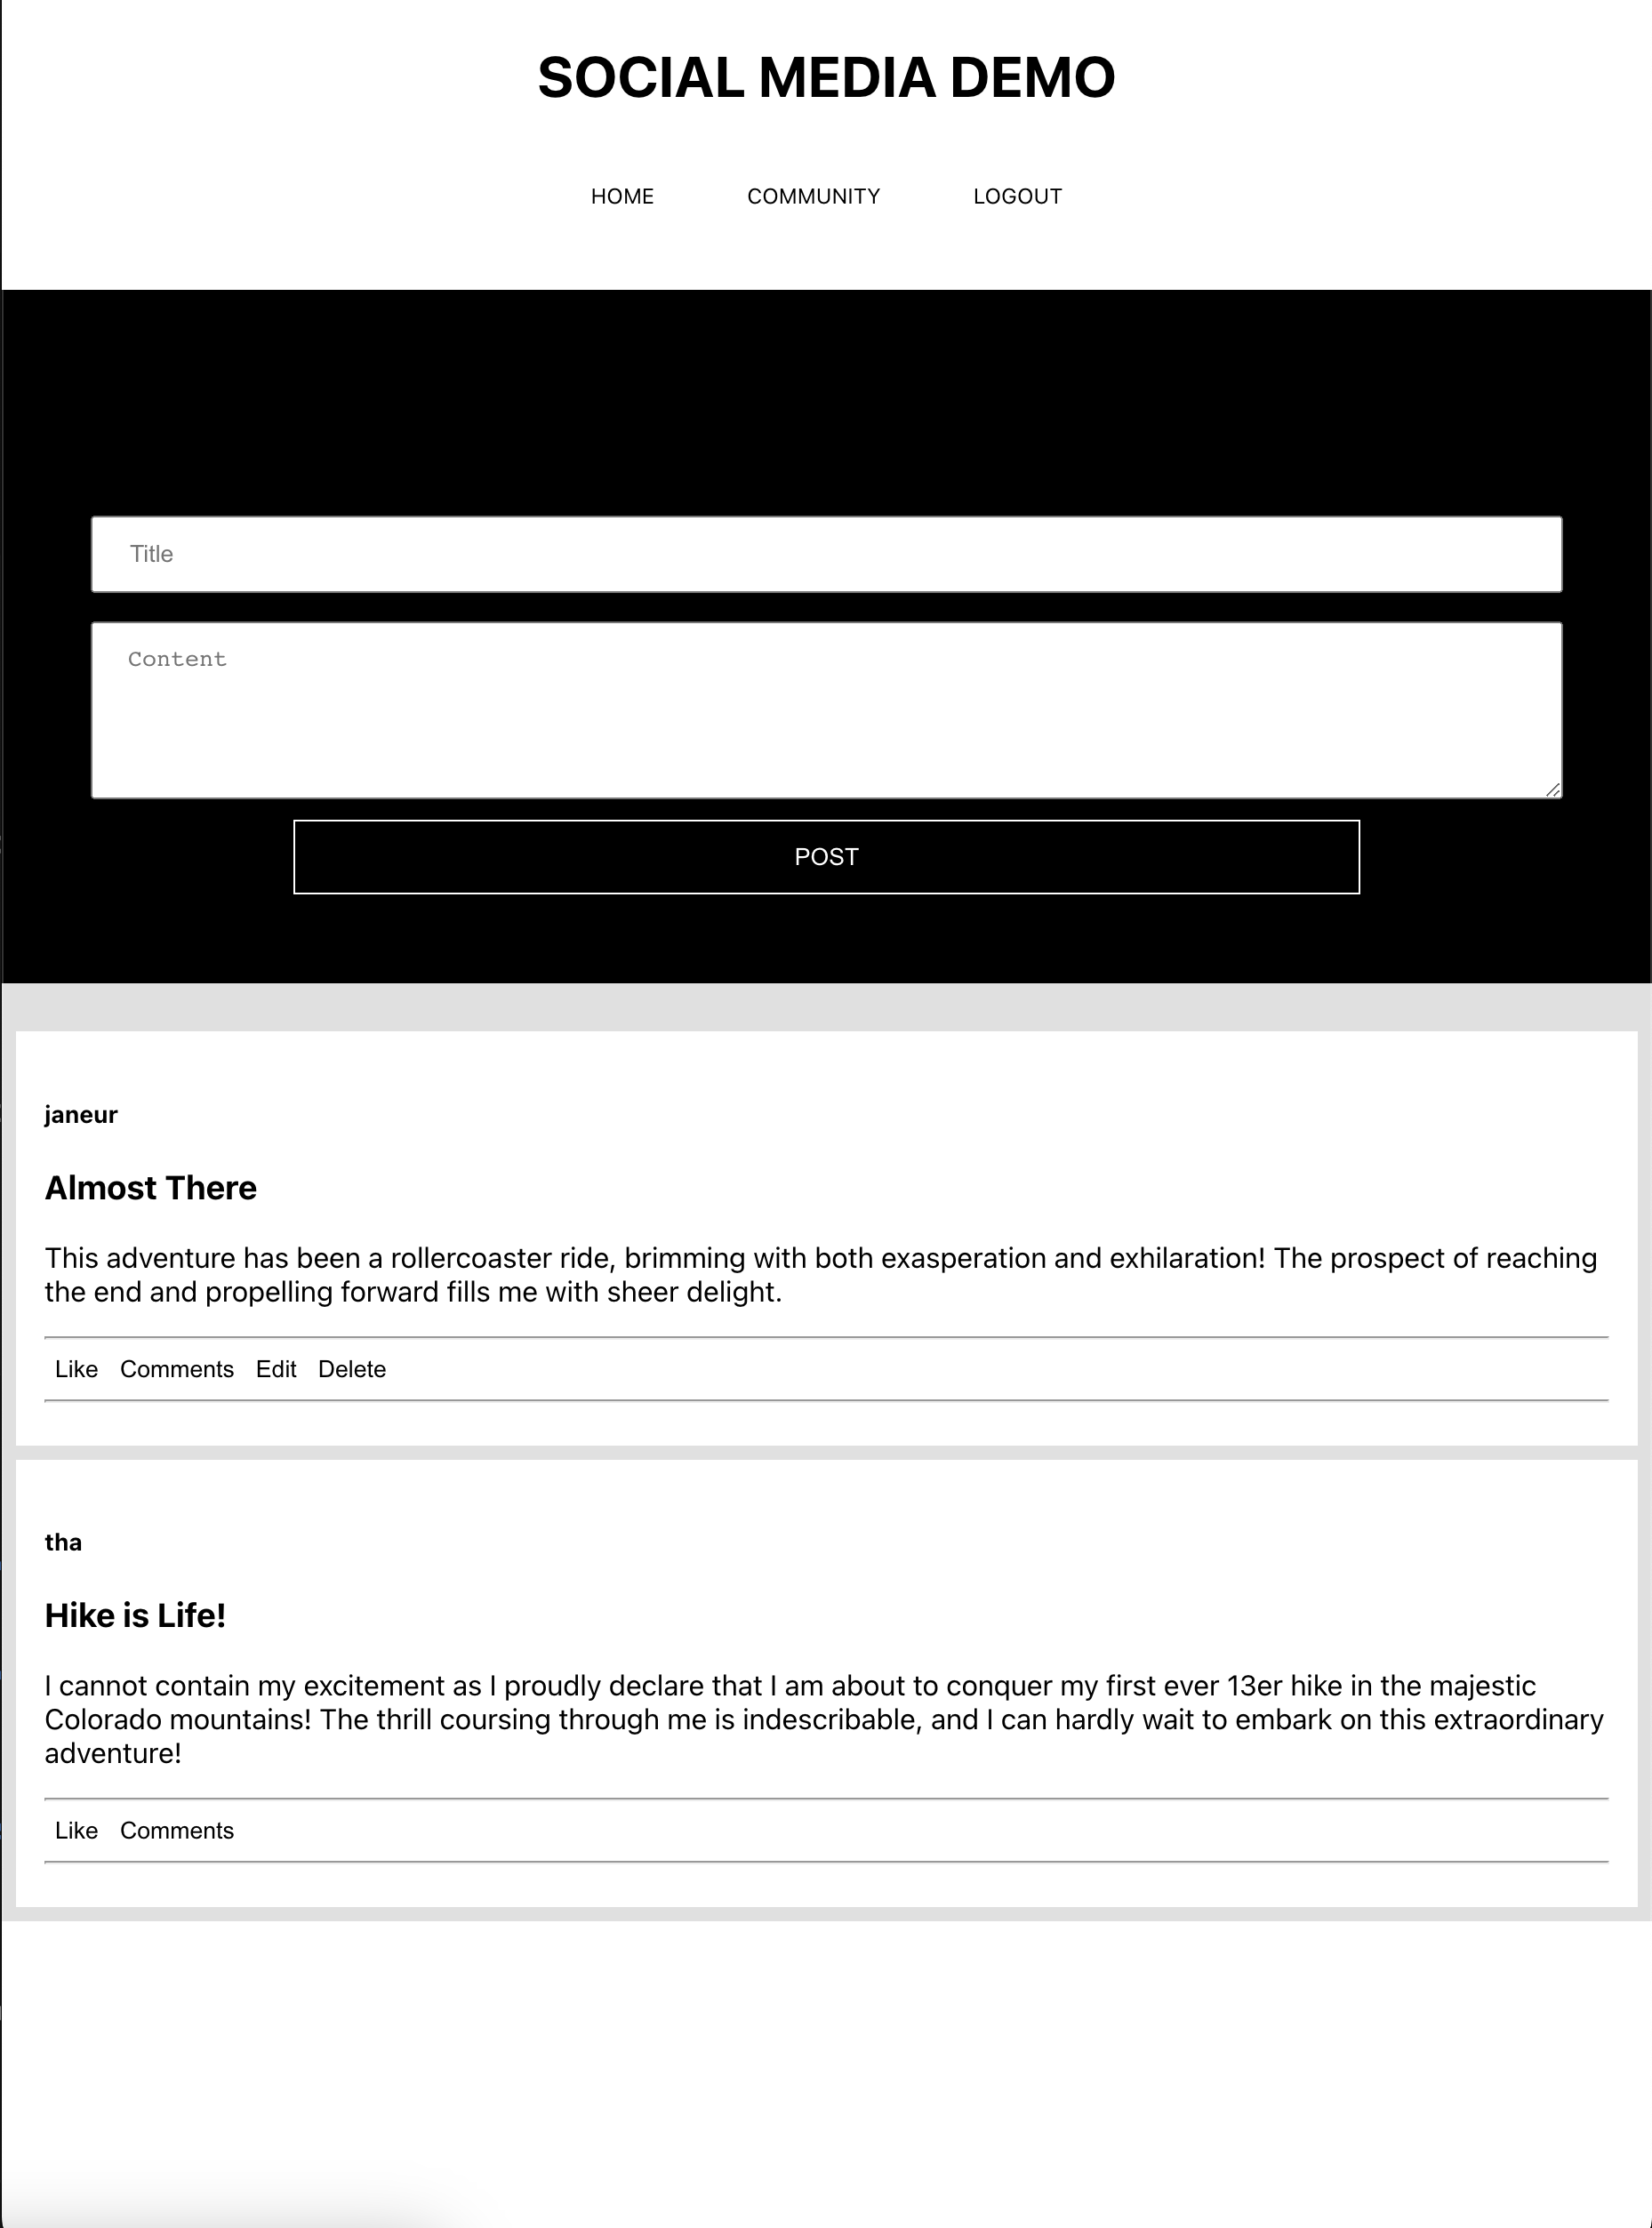 SOCIAL MEDIA DEMO
HOME COMMUNITY LOGOUT
Title
Content
POST
janeur
Almost There
This adventure has been a rollercoaster ride, brimming with both exasperation and exhilaration! The prospect of reaching
the end and propelling forward fills me with sheer delight.
Like Comments Edit Delete
tha
Hike is Life!
I cannot contain my excitement as I proudly declare that I am about to conquer my first ever 13er hike in the majestic
Colorado mountains! The thrill coursing through me is indescribable, and I can hardly wait to embark on this extraordinary
adventure!
Like Comments